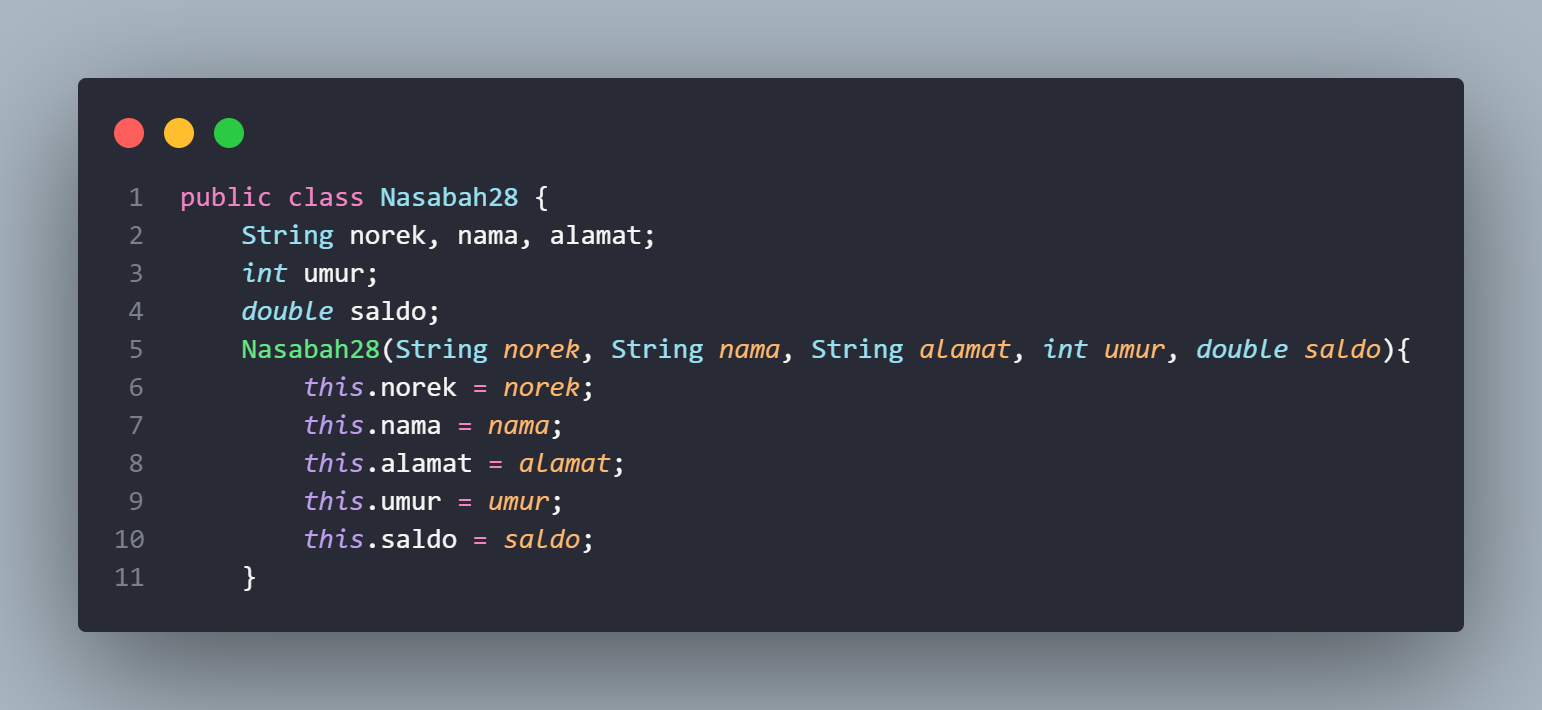 1 public class Nasabah28 {
2     String norek, nama, alamat;
3     int umur;
4     double saldo;
5     Nasabah28(String norek, String nama, String alamat, int umur, double saldo){
6         this.norek = norek;
7         this.nama = nama;
8         this.alamat = alamat;
9         this.umur = umur;
10         this.saldo = saldo;
11     }